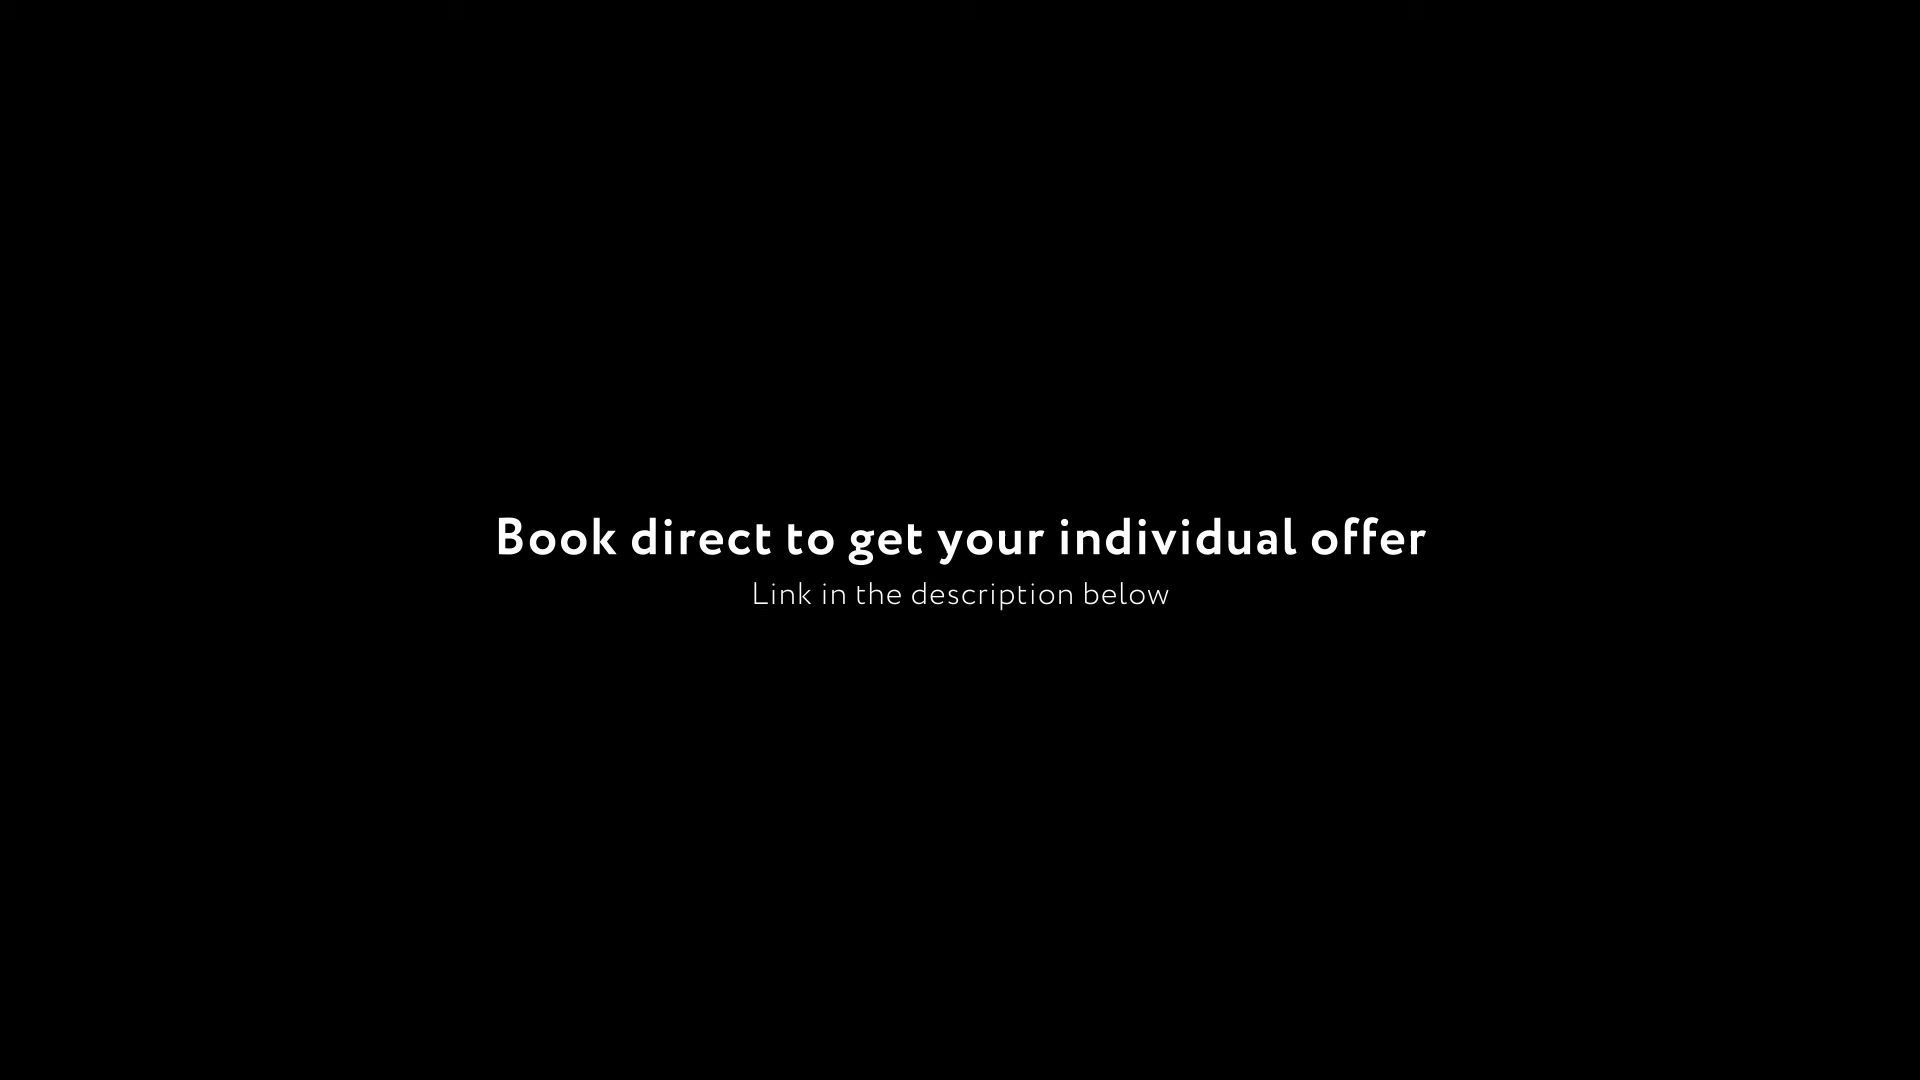 Book direct to get your individual offer
Link in the description below